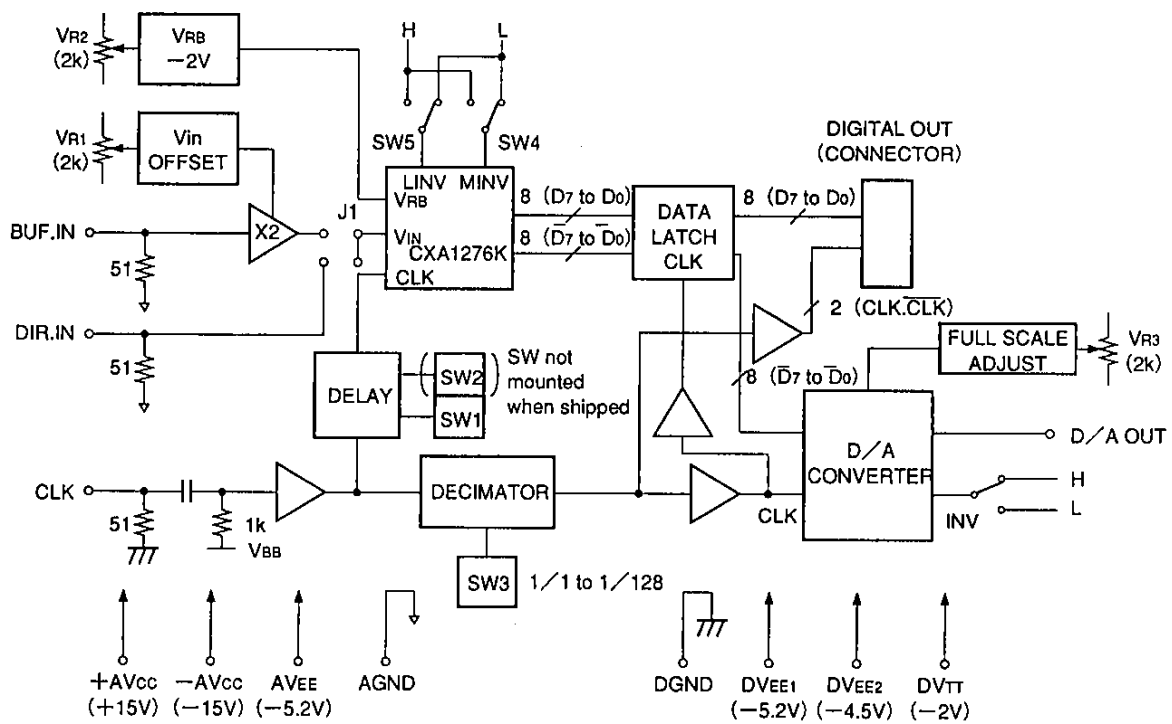 VR2
(2k)
VRB
−2V
H
L
VR1
(2k)
Vin
OFFSET
SW5
SW4
DIGITAL OUT
(CONNECTOR)
LINV MINV
VRB
VIN
CXA1276K
CLK
J1
8 (D7 to D0)
8 (D̅7 to D̅0)
DATA
LATCH
CLK
8 (D7 to D0)
BUF.IN
X2
51
DIR.IN
51
2 (CLK.C̅L̅K̅)
FULL SCALE
ADJUST
VR3
(2k)
8 (D̅7 to D̅0)
DELAY
SW2
SW1
SW not
mounted
when shipped
D/A OUT
D/A
CONVERTER
CLK
DECIMATOR
CLK
INV
H
L
51
1k
VBB
SW3
1/1 to 1/128
+AVCC
(+15V)
−AVCC
(−15V)
AVEE
(−5.2V)
AGND
DGND
DVEE1
(−5.2V)
DVEE2
(−4.5V)
DVTT
(−2V)